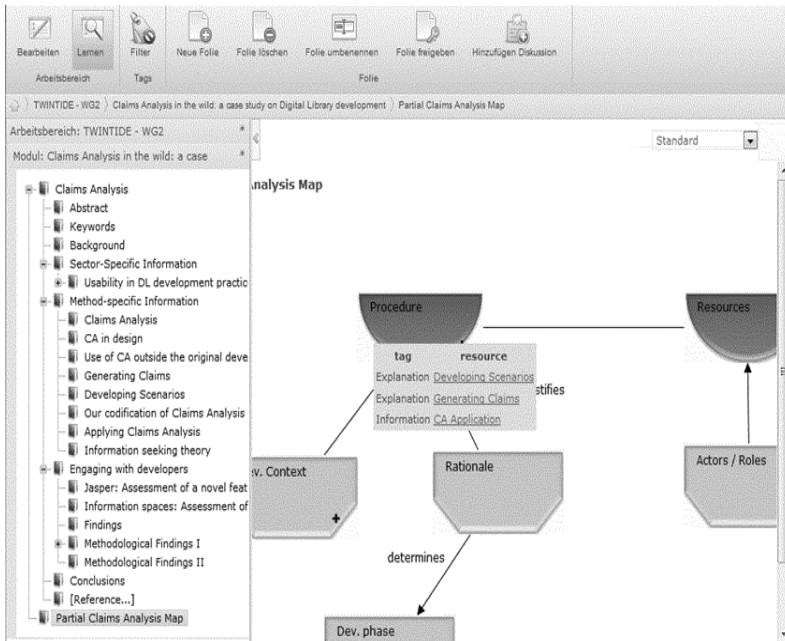 Bearbeiten Lernen Filter Neue Folie Folie löschen Folie umbenennen Folie freigeben Hinzufügen Diskussion
Arbeitsbereich Tags Folie
TWINTIDE - WG2 〉 Claims Analysis in the wild: a case study on Digital Library development 〉 Partial Claims Analysis Map
Arbeitsbereich: TWINTIDE - WG2
Modul: Claims Analysis in the wild: a case
Claims Analysis
Abstract
Keywords
Background
Sector-Specific Information
Usability in DL development practic
Method-specific Information
Claims Analysis
CA in design
Use of CA outside the original deve
Generating Claims
Developing Scenarios
Our codification of Claims Analysis
Applying Claims Analysis
Information seeking theory
Engaging with developers
Jasper: Assessment of a novel feat
Information spaces: Assessment of
Findings
Methodological Findings I
Methodological Findings II
Conclusions
[Reference...]
Partial Claims Analysis Map
Standard
Analysis Map
Procedure
Resources
tag resource
Explanation Developing Scenarios
Explanation Generating Claims
Information CA Application
stifies
ev. Context
Rationale
Actors / Roles
determines
Dev. phase